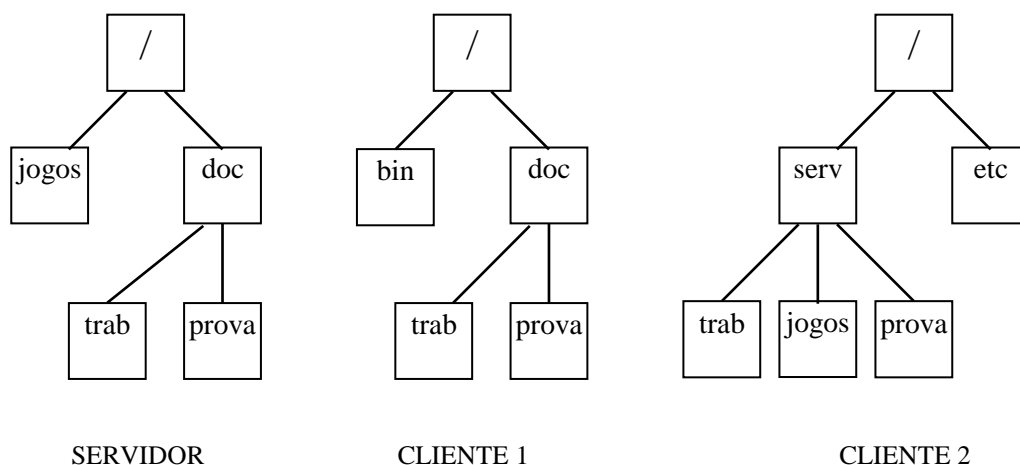 / / /
jogos doc bin doc serv etc
trab prova trab prova trab jogos prova
SERVIDOR CLIENTE 1 CLIENTE 2